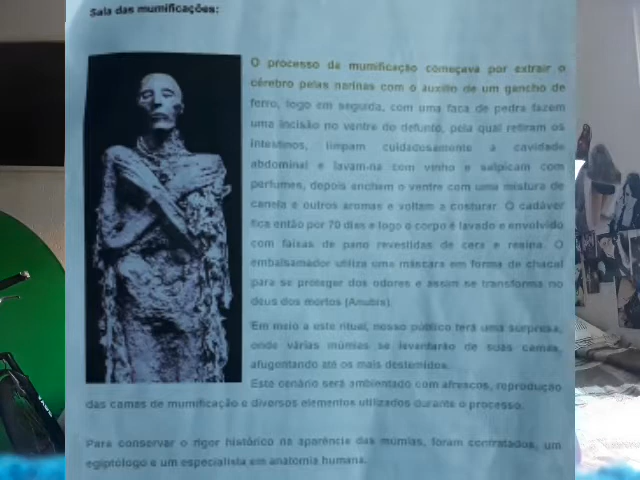 Sala das mumificações:
O processo de mumificação começava por extrair o
cérebro pelas narinas com o auxílio de um gancho de
ferro, logo em seguida, com uma faca de pedra fazem
uma incisão no ventre do defunto, pela qual retiram os
intestinos, limpam cuidadosamente a cavidade
abdominal e lavam-na com vinho e salpicam com
perfumes, depois enchem o ventre com uma mistura de
canela e outros aromas e voltam a costurar. O cadáver
fica então por 70 dias e logo o corpo é lavado e envolvido
com faixas de pano revestidas de cera e resina. O
embalsamador utiliza uma máscara em forma de chacal
para se proteger dos odores e assim se transforma no
deus dos mortos (Anubis).
Em meio a este ritual, nosso público terá uma surpresa,
onde várias múmias se levantarão de suas camas,
afugentando até os mais destemidos.
Este cenário será ambientado com afrescos, reprodução
das camas de mumificação e diversos elementos utilizados durante o processo.
Para conservar o rigor histórico na aparência das múmias, foram contratados, um
egiptólogo e um especialista em anatomia humana.